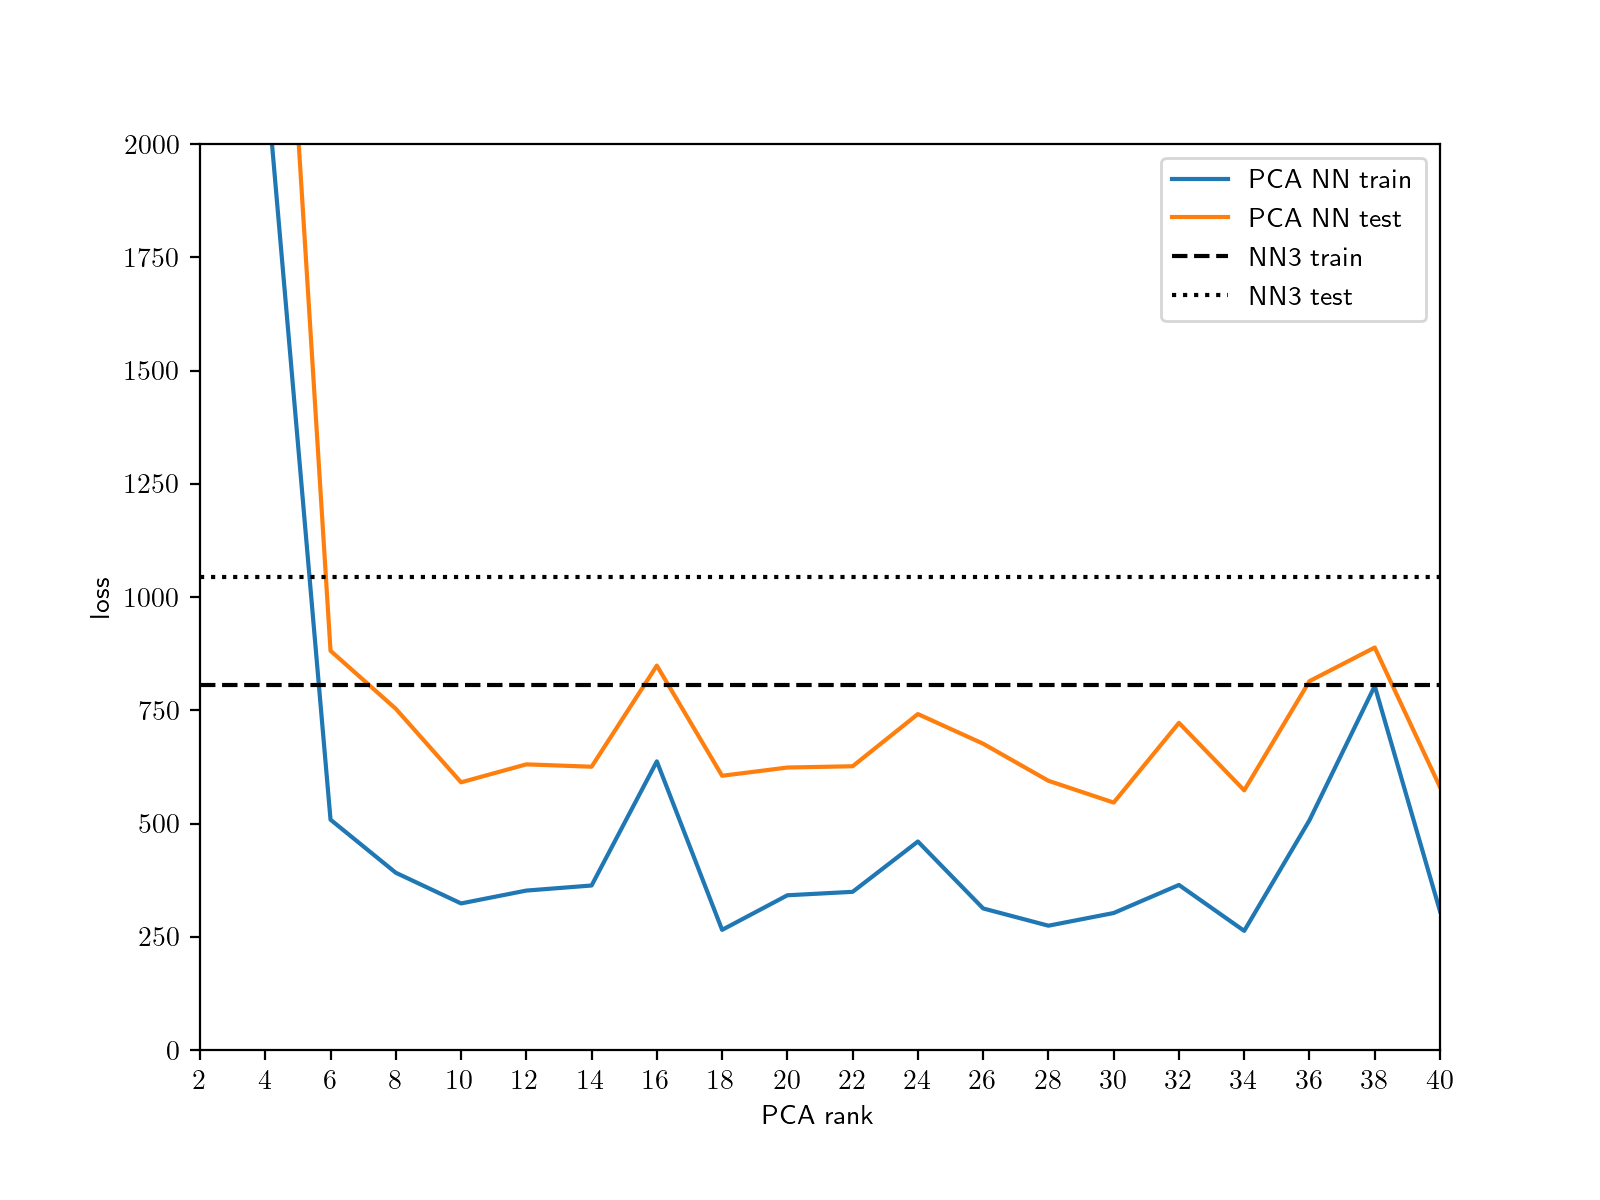 2000
1750
1500
1250
1000
750
500
250
0
loss
2 4 6 8 10 12 14 16 18 20 22 24 26 28 30 32 34 36 38 40
PCA rank
PCA NN train
PCA NN test
NN3 train
NN3 test